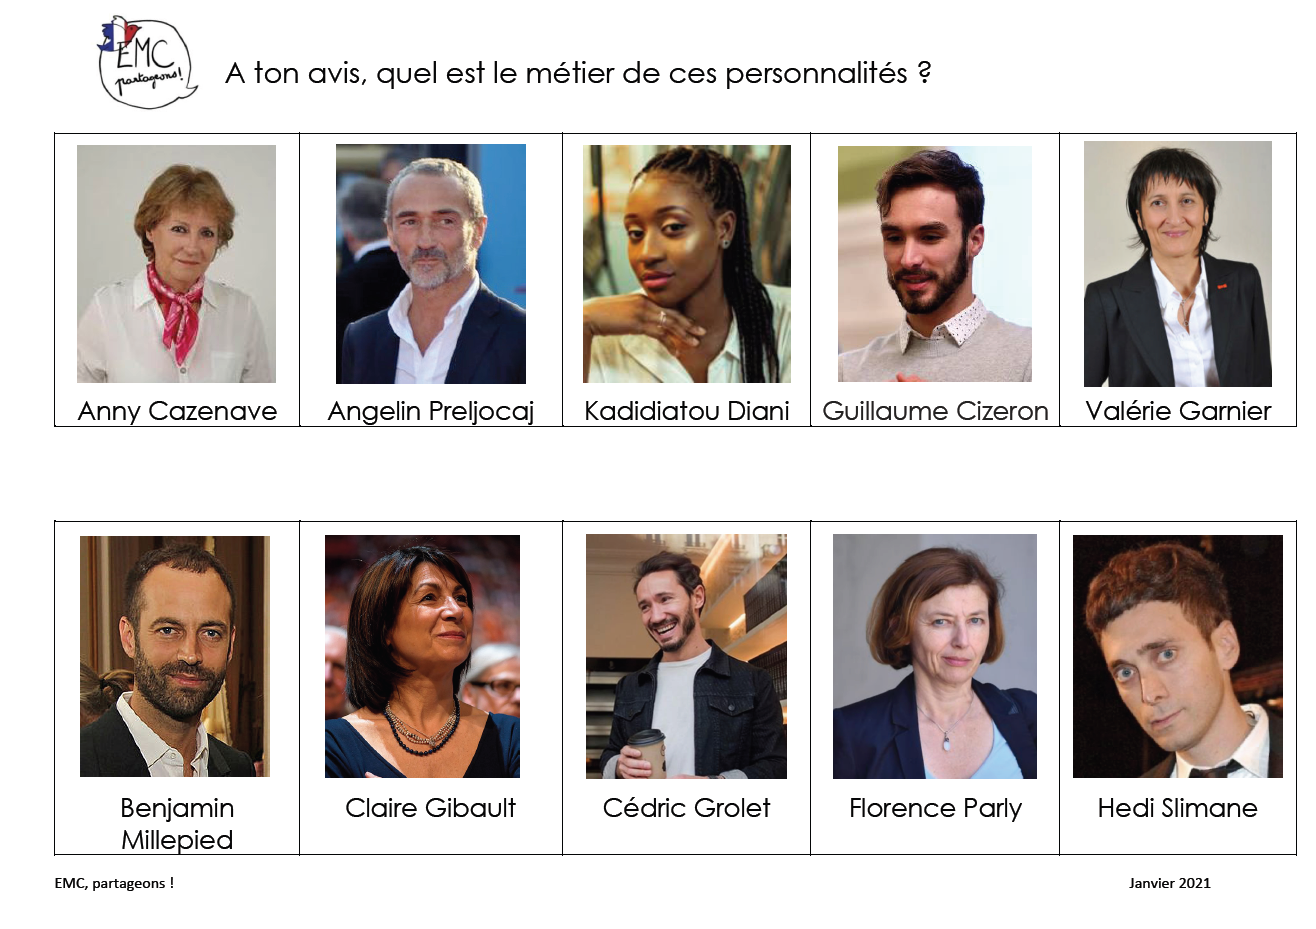 EMC
partageons!
A ton avis, quel est le métier de ces personnalités ?
Anny Cazenave
Angelin Preljocaj
Kadidiatou Diani
Guillaume Cizeron
Valérie Garnier
Benjamin
Millepied
Claire Gibault
Cédric Grolet
Florence Parly
Hedi Slimane
EMC, partageons !
Janvier 2021